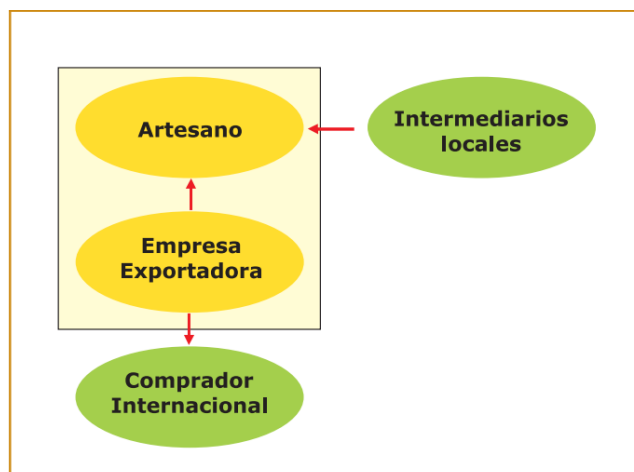 Artesano
Intermediarios
locales
Empresa
Exportadora
Comprador
Internacional